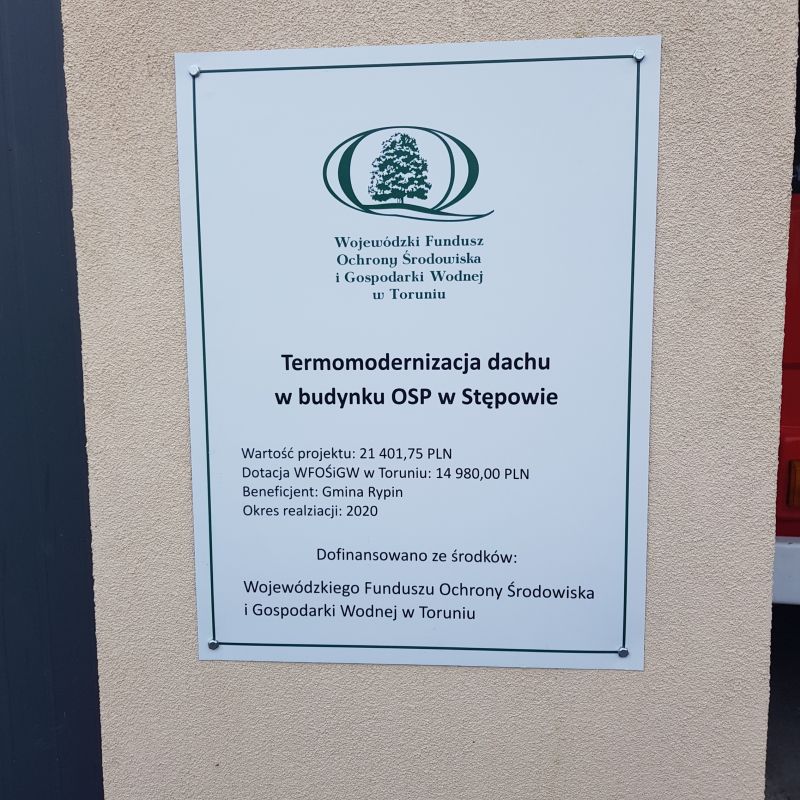 Wojewódzki Fundusz
Ochrony Środowiska
i Gospodarki Wodnej
w Toruniu
Termomodernizacja dachu
w budynku OSP w Stępowie
Wartość projektu: 21 401,75 PLN
Dotacja WFOŚiGW w Toruniu: 14 980,00 PLN
Beneficjent: Gmina Rypin
Okres realziacji: 2020
Dofinansowano ze środków:
Wojewódzkiego Funduszu Ochrony Środowiska
i Gospodarki Wodnej w Toruniu